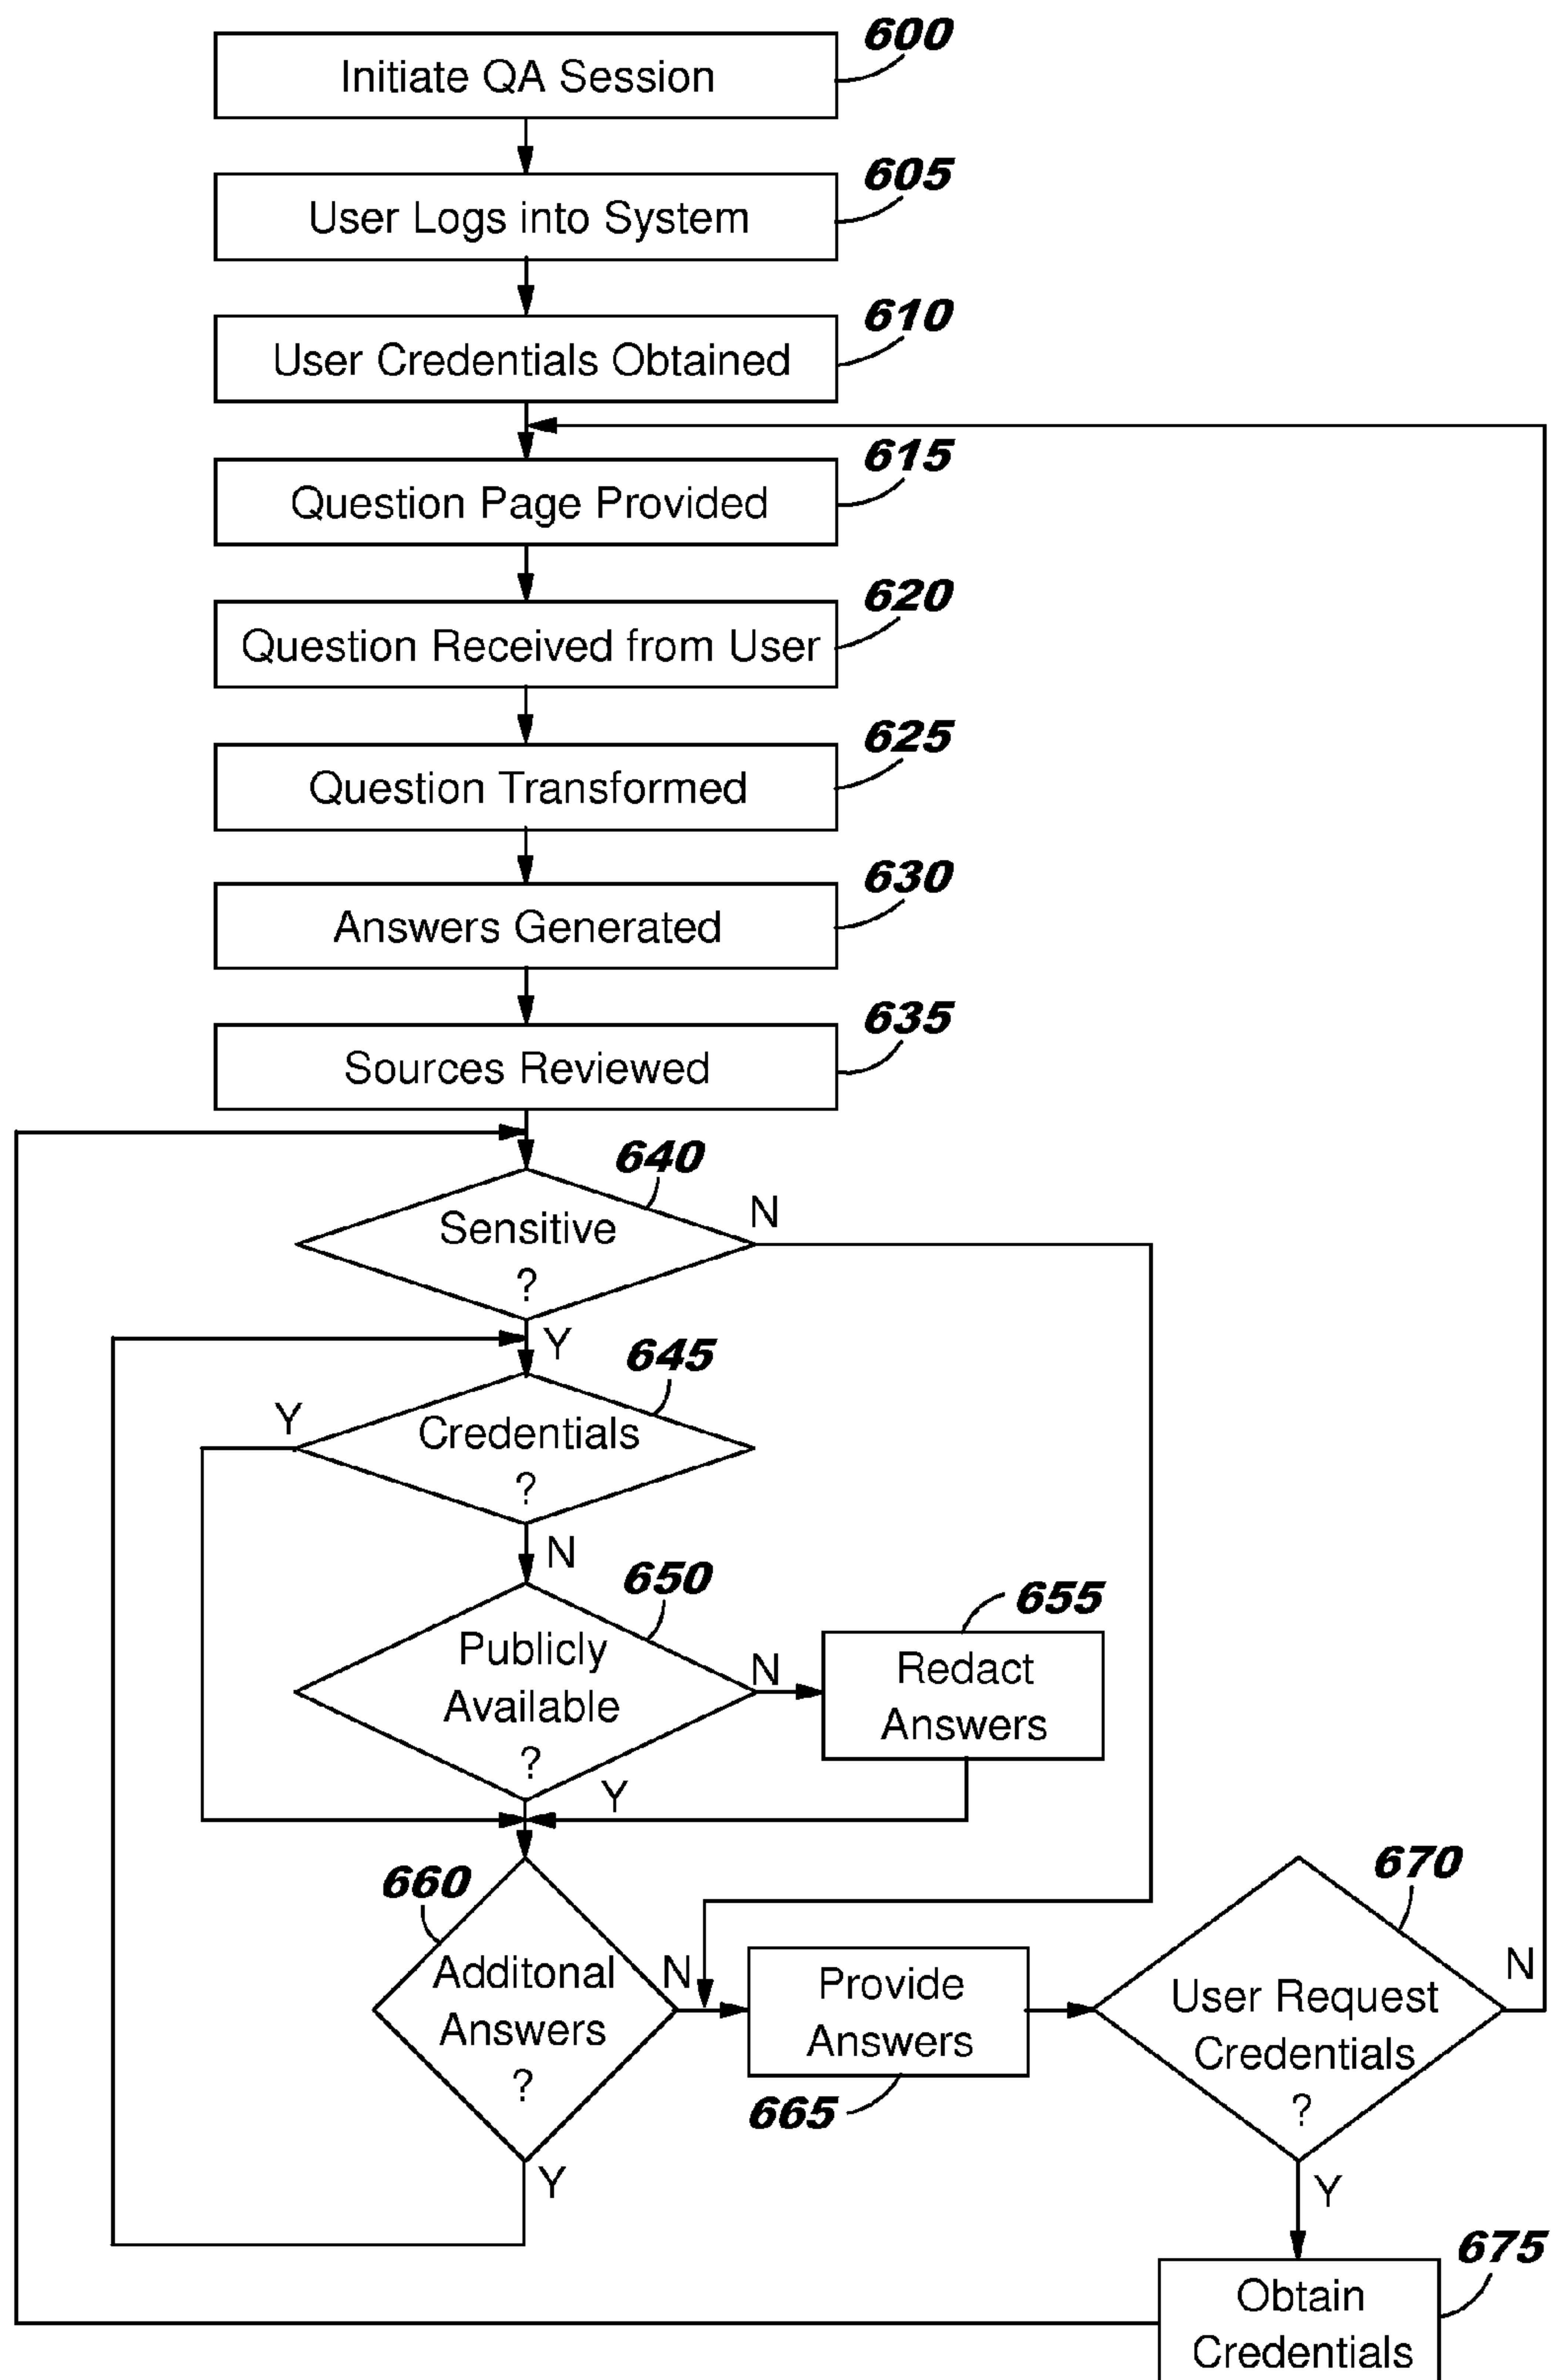 600
Initiate QA Session
605
User Logs into System
610
User Credentials Obtained
615
Question Page Provided
620
Question Received from User
625
Question Transformed
630
Answers Generated
635
Sources Reviewed
640
Sensitive
?
N
Y
645
Credentials
?
Y
N
650
Publicly
Available
?
N
Y
655
Redact
Answers
660
Additonal
Answers
?
N
Y
Provide
Answers
665
670
User Request
Credentials
?
N
Y
675
Obtain
Credentials